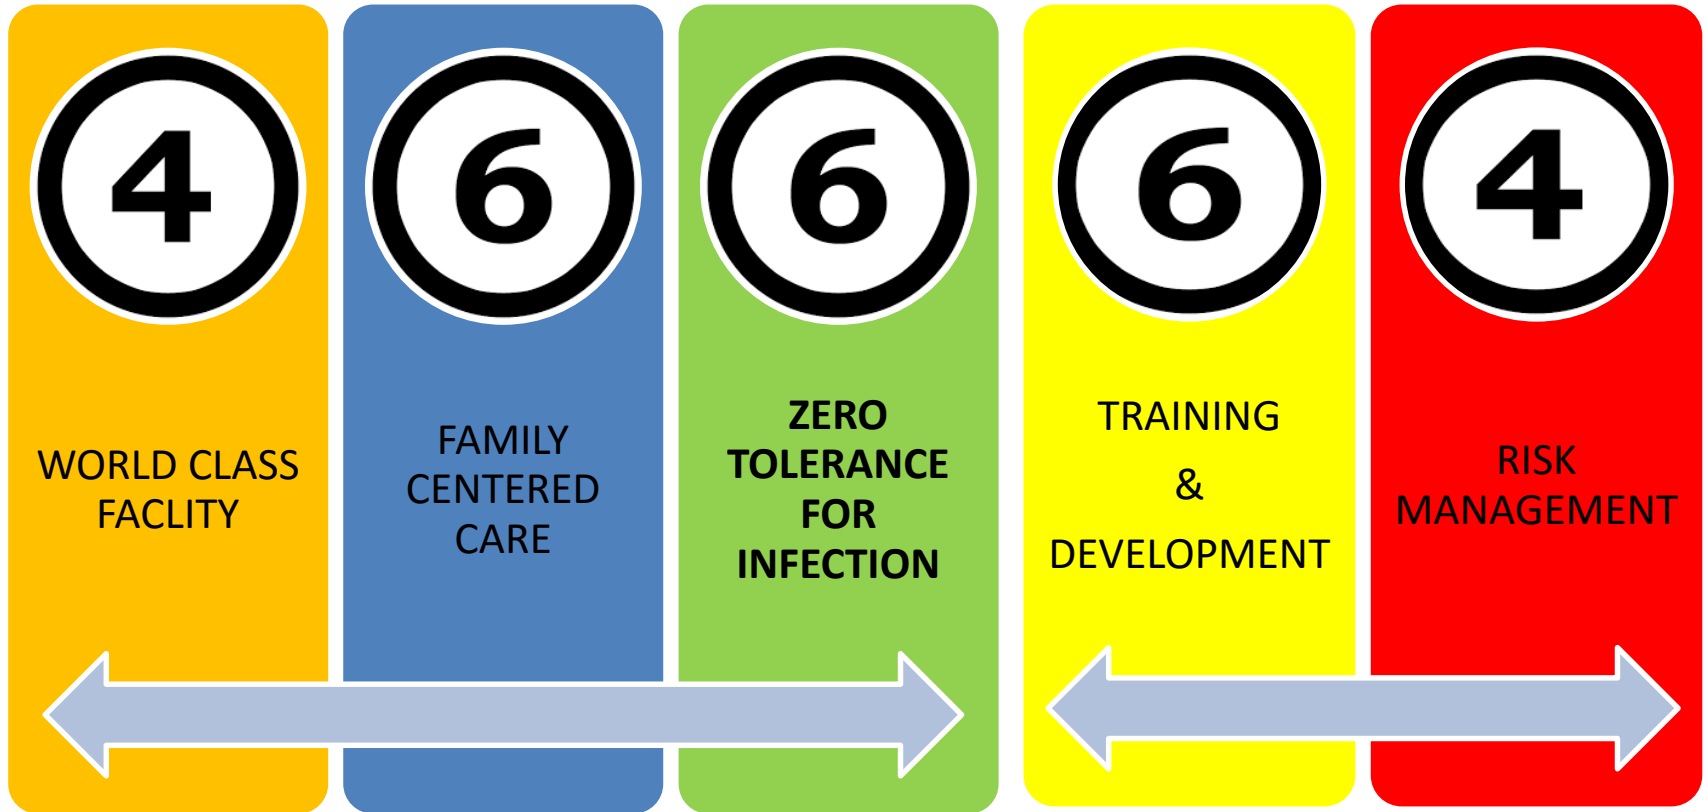 4
WORLD CLASS
FACLITY
6
FAMILY
CENTERED
CARE
6
ZERO
TOLERANCE
FOR
INFECTION
6
TRAINING
&
DEVELOPMENT
4
RISK
MANAGEMENT